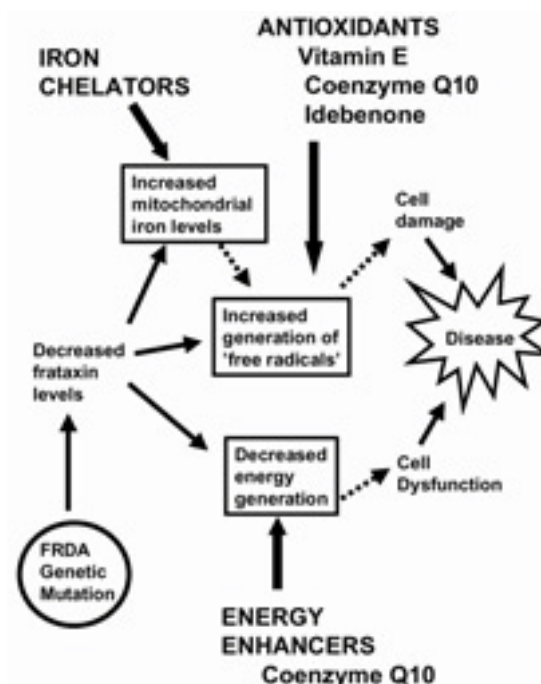 ANTIOXIDANTS
Vitamin E
Coenzyme Q10
Idebenone
IRON
CHELATORS
Increased
mitochondrial
iron levels
Cell
damage
Increased
generation of
'free radicals'
Disease
Decreased
frataxin
levels
Decreased
energy
generation
Cell
Dysfunction
FRDA
Genetic
Mutation
ENERGY
ENHANCERS
Coenzyme Q10